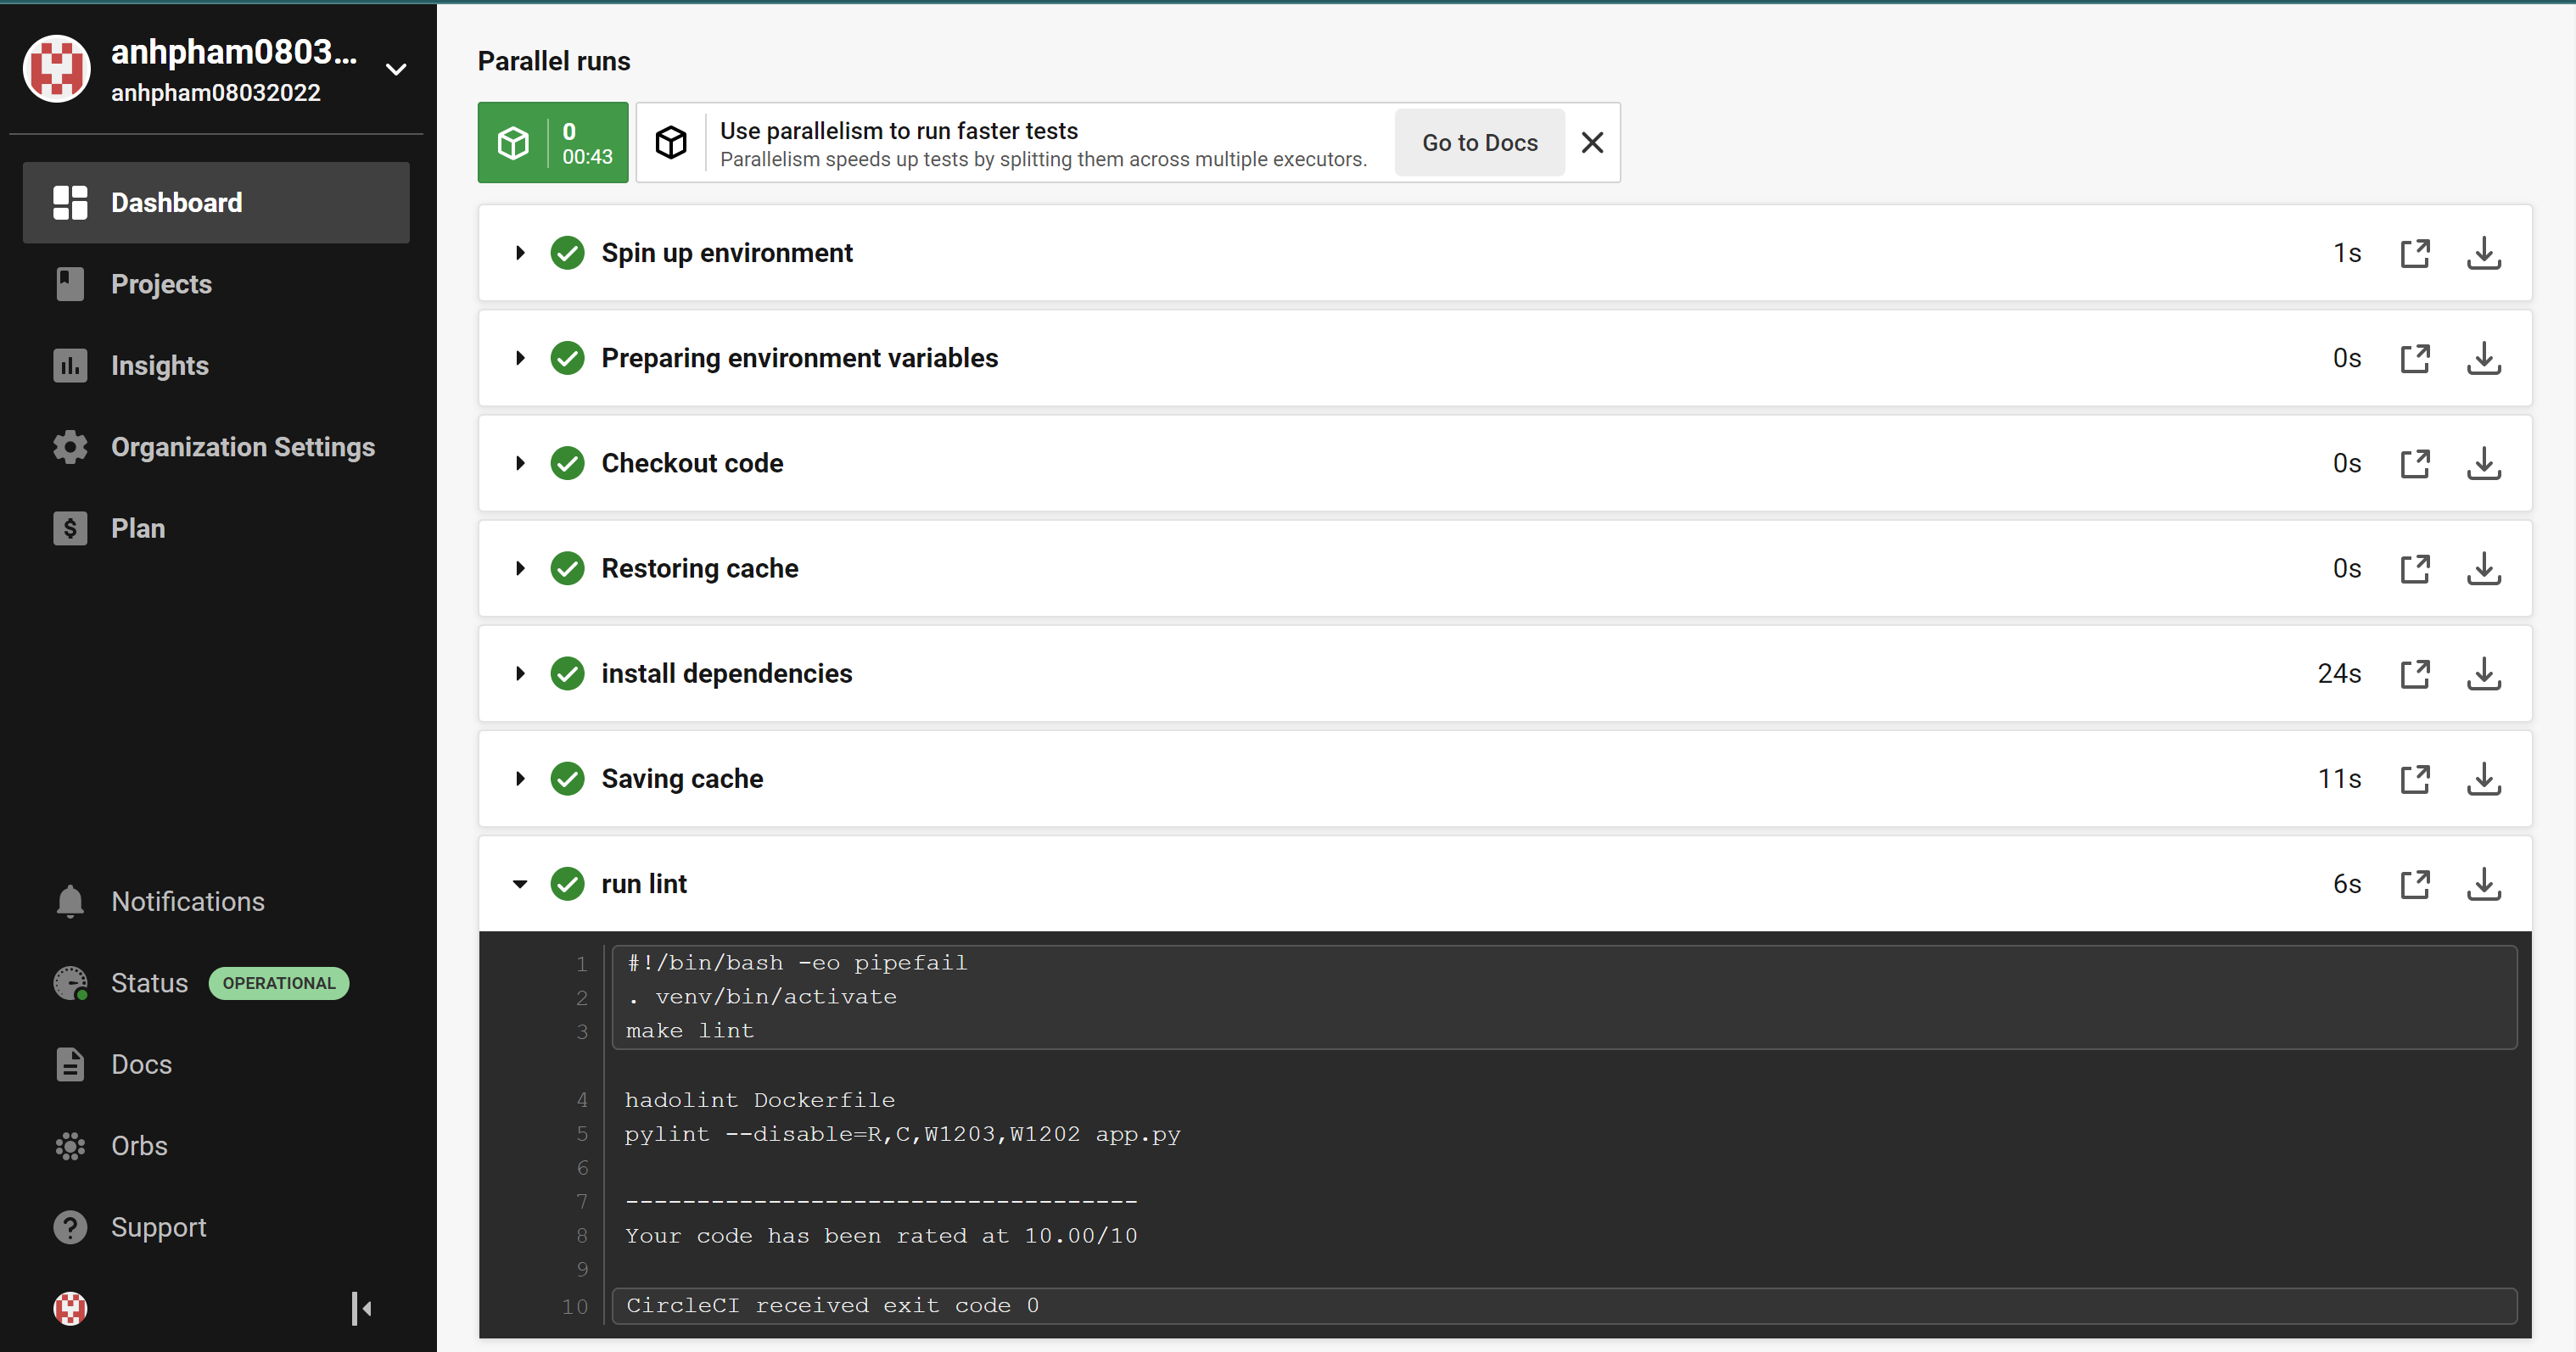 anhpham0803...
anhpham08032022
Dashboard
Projects
Insights
Organization Settings
Plan
Notifications
Status OPERATIONAL
Docs
Orbs
Support
Parallel runs
0
00:43
Use parallelism to run faster tests
Parallelism speeds up tests by splitting them across multiple executors.
Go to Docs
Spin up environment 1s
Preparing environment variables 0s
Checkout code 0s
Restoring cache 0s
install dependencies 24s
Saving cache 11s
run lint 6s
1 #!/bin/bash -eo pipefail
2 . venv/bin/activate
3 make lint
4 hadolint Dockerfile
5 pylint --disable=R,C,W1203,W1202 app.py
6
7 ------------------------------------
8 Your code has been rated at 10.00/10
9
10 CircleCI received exit code 0